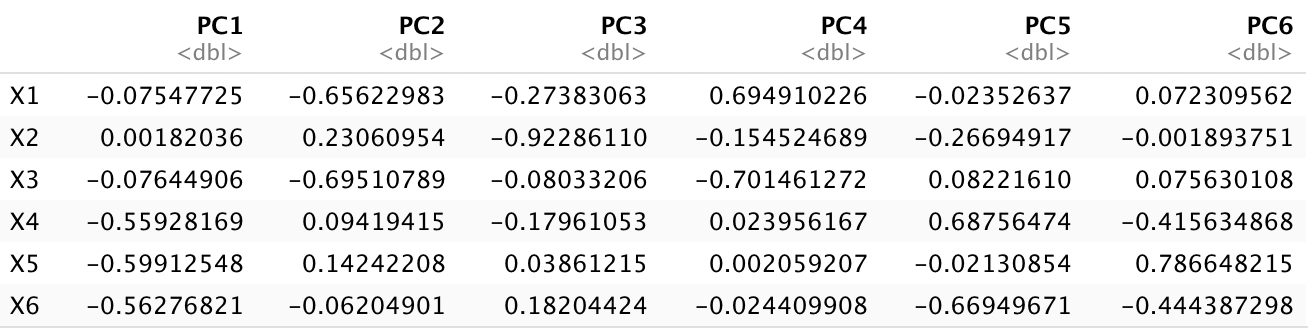 PC1 PC2 PC3 PC4 PC5 PC6
<dbl> <dbl> <dbl> <dbl> <dbl> <dbl>
X1 -0.07547725 -0.65622983 -0.27383063 0.694910226 -0.02352637 0.072309562
X2 0.00182036 0.23060954 -0.92286110 -0.154524689 -0.26694917 -0.001893751
X3 -0.07644906 -0.69510789 -0.08033206 -0.701461272 0.08221610 0.075630108
X4 -0.55928169 0.09419415 -0.17961053 0.023956167 0.68756474 -0.415634868
X5 -0.59912548 0.14242208 0.03861215 0.002059207 -0.02130854 0.786648215
X6 -0.56276821 -0.06204901 0.18204424 -0.024409908 -0.66949671 -0.444387298